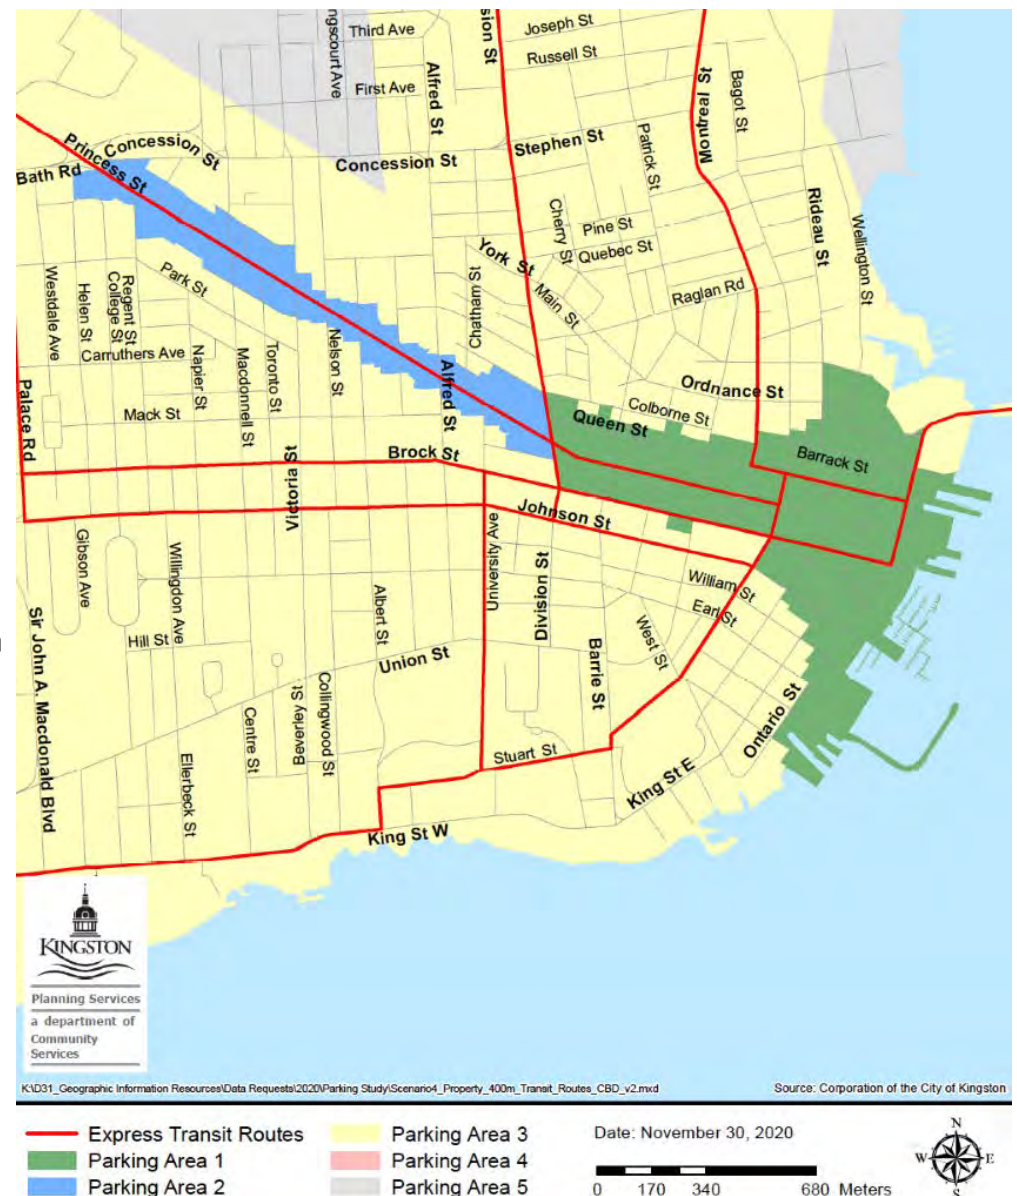 Third Ave
Joseph St
Russell St
First Ave
Alfred St
Montreal St
Bagot St
Stephen St
Patrick St
Concession St
Concession St
Princess St
Bath Rd
Rideau St
Wellington St
Cherry St
Pine St
Quebec St
York St
Main St
Raglan Rd
Chatham St
Westdale Ave
Helen St
Regent St
College St
Park St
Carruthers Ave
Napier St
Macdonnell St
Toronto St
Nelson St
Alfred St
Ordnance St
Colborne St
Queen St
Palace Rd
Mack St
Brock St
Barrack St
Victoria St
Johnson St
University Ave
Gibson Ave
Willingdon Ave
Division St
William St
Earl St
Albert St
West St
Hill St
Union St
Barrie St
Sir John A. Macdonald Blvd
Beverley St
Collingwood St
Centre St
Ontario St
Stuart St
King St E
Ellerbeck St
King St W
KINGSTON
Planning Services
a department of
Community
Services
K:\D31_Geographic Information Resources\Data Requests\2020\Parking Study\Scenario4_Property_400m_Transit_Routes_CBD_v2.mxd
Source: Corporation of the City of Kingston
Express Transit Routes
Parking Area 1
Parking Area 2
Parking Area 3
Parking Area 4
Parking Area 5
Date: November 30, 2020
0 170 340 680 Meters
N
W E
S